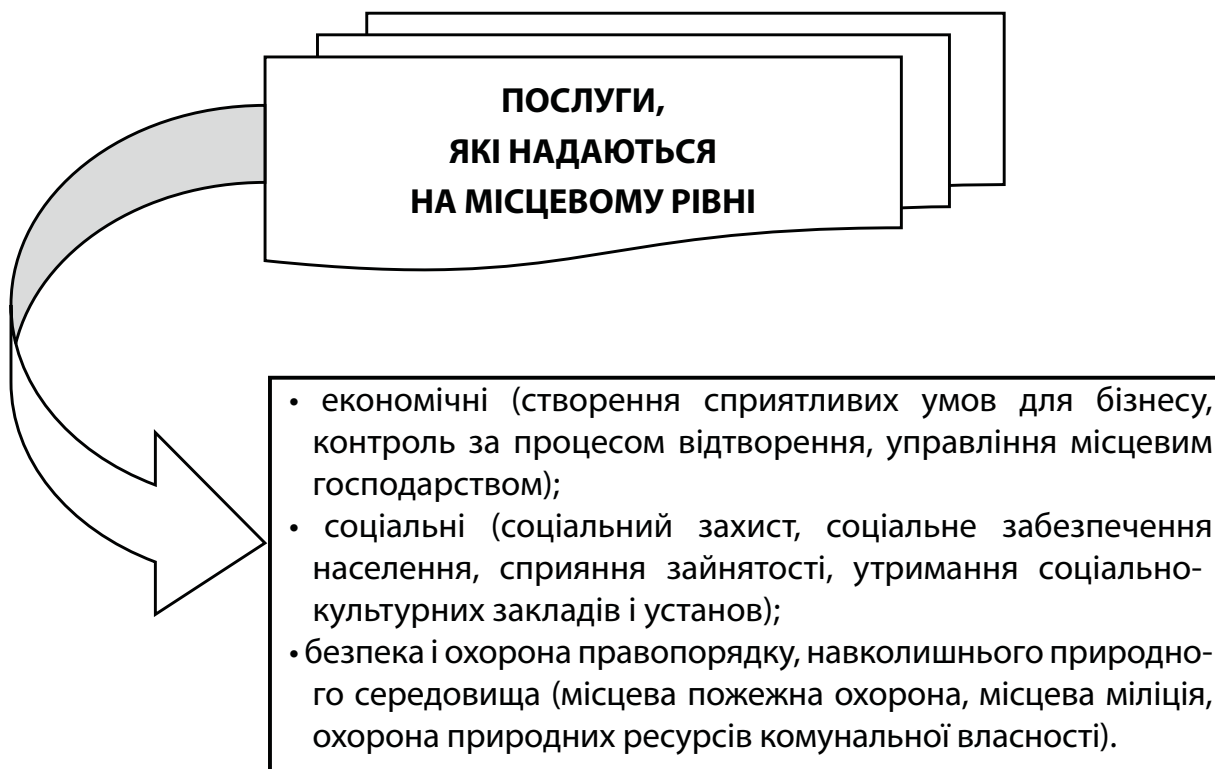 ПОСЛУГИ,
ЯКІ НАДАЮТЬСЯ
НА МІСЦЕВОМУ РІВНІ
• економічні (створення сприятливих умов для бізнесу,
контроль за процесом відтворення, управління місцевим
господарством);
• соціальні (соціальний захист, соціальне забезпечення
населення, сприяння зайнятості, утримання соціально-
культурних закладів і установ);
• безпека і охорона правопорядку, навколишнього природно-
го середовища (місцева пожежна охорона, місцева міліція,
охорона природних ресурсів комунальної власності).